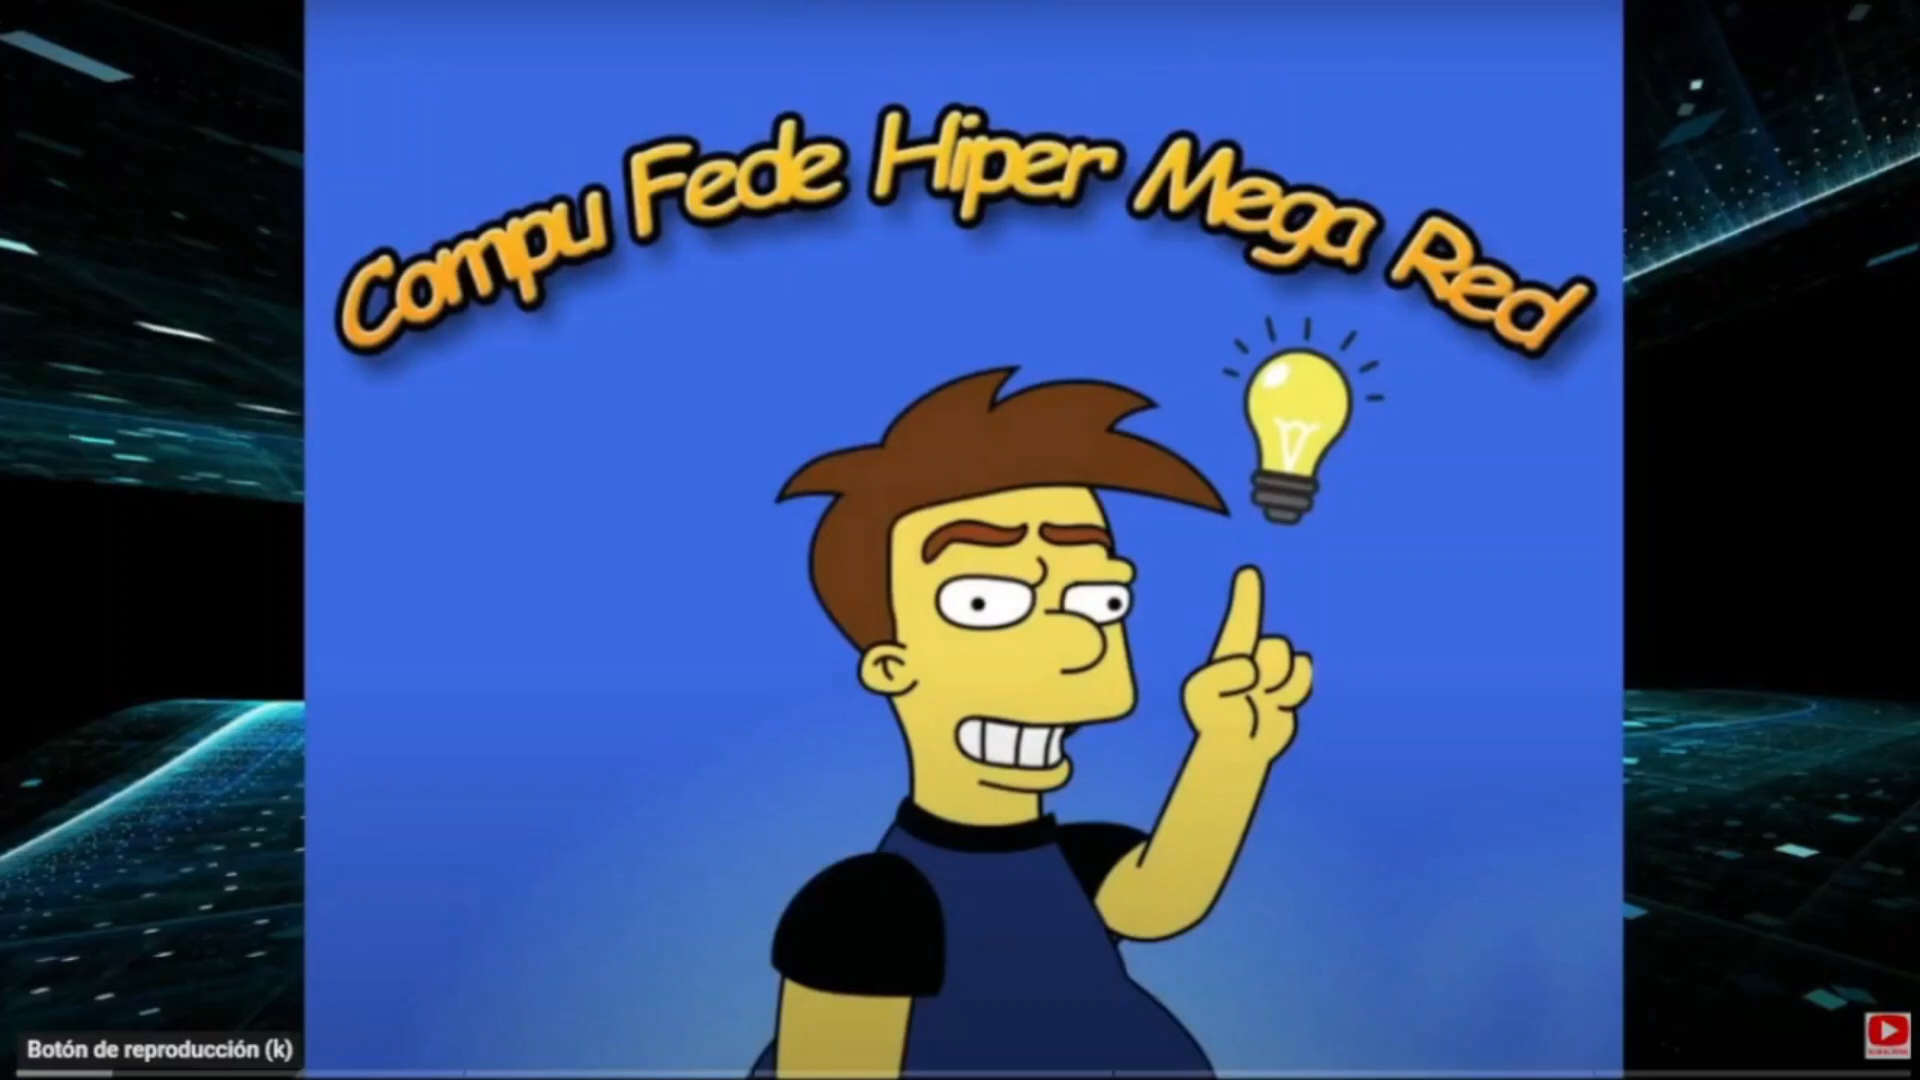 Compu Fede Hiper Mega Red
Botón de reproducción (k)